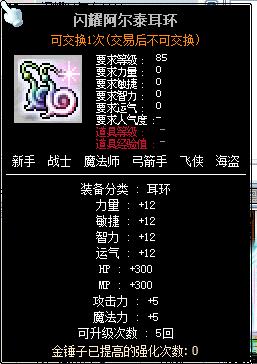 闪耀阿尔泰耳环
可交换1次(交易后不可交换)
要求等级 : 85
要求力量 : 0
要求敏捷 : 0
要求智力 : 0
要求运气 : 0
要求人气度 : -
道具等级 : -
道具经验值 : -
新手 战士 魔法师 弓箭手 飞侠 海盗
装备分类 : 耳环
力量 : +12
敏捷 : +12
智力 : +12
运气 : +12
HP : +300
MP : +300
攻击力 : +5
魔法力 : +5
可升级次数 : 5回
金锤子已提高的强化次数: 0